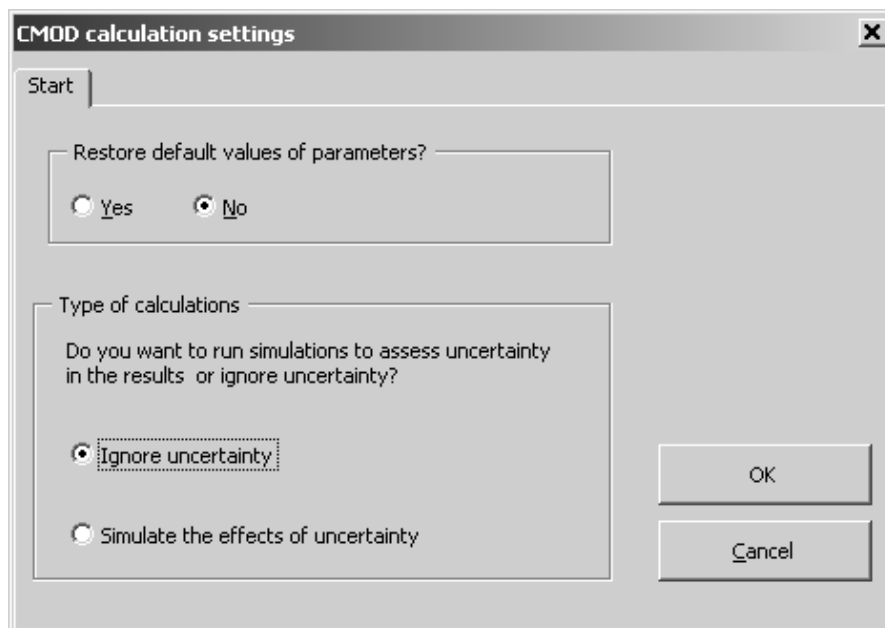 CMOD calculation settings
Start
Restore default values of parameters?
Yes No
Type of calculations
Do you want to run simulations to assess uncertainty
in the results or ignore uncertainty?
Ignore uncertainty
OK
Simulate the effects of uncertainty
Cancel